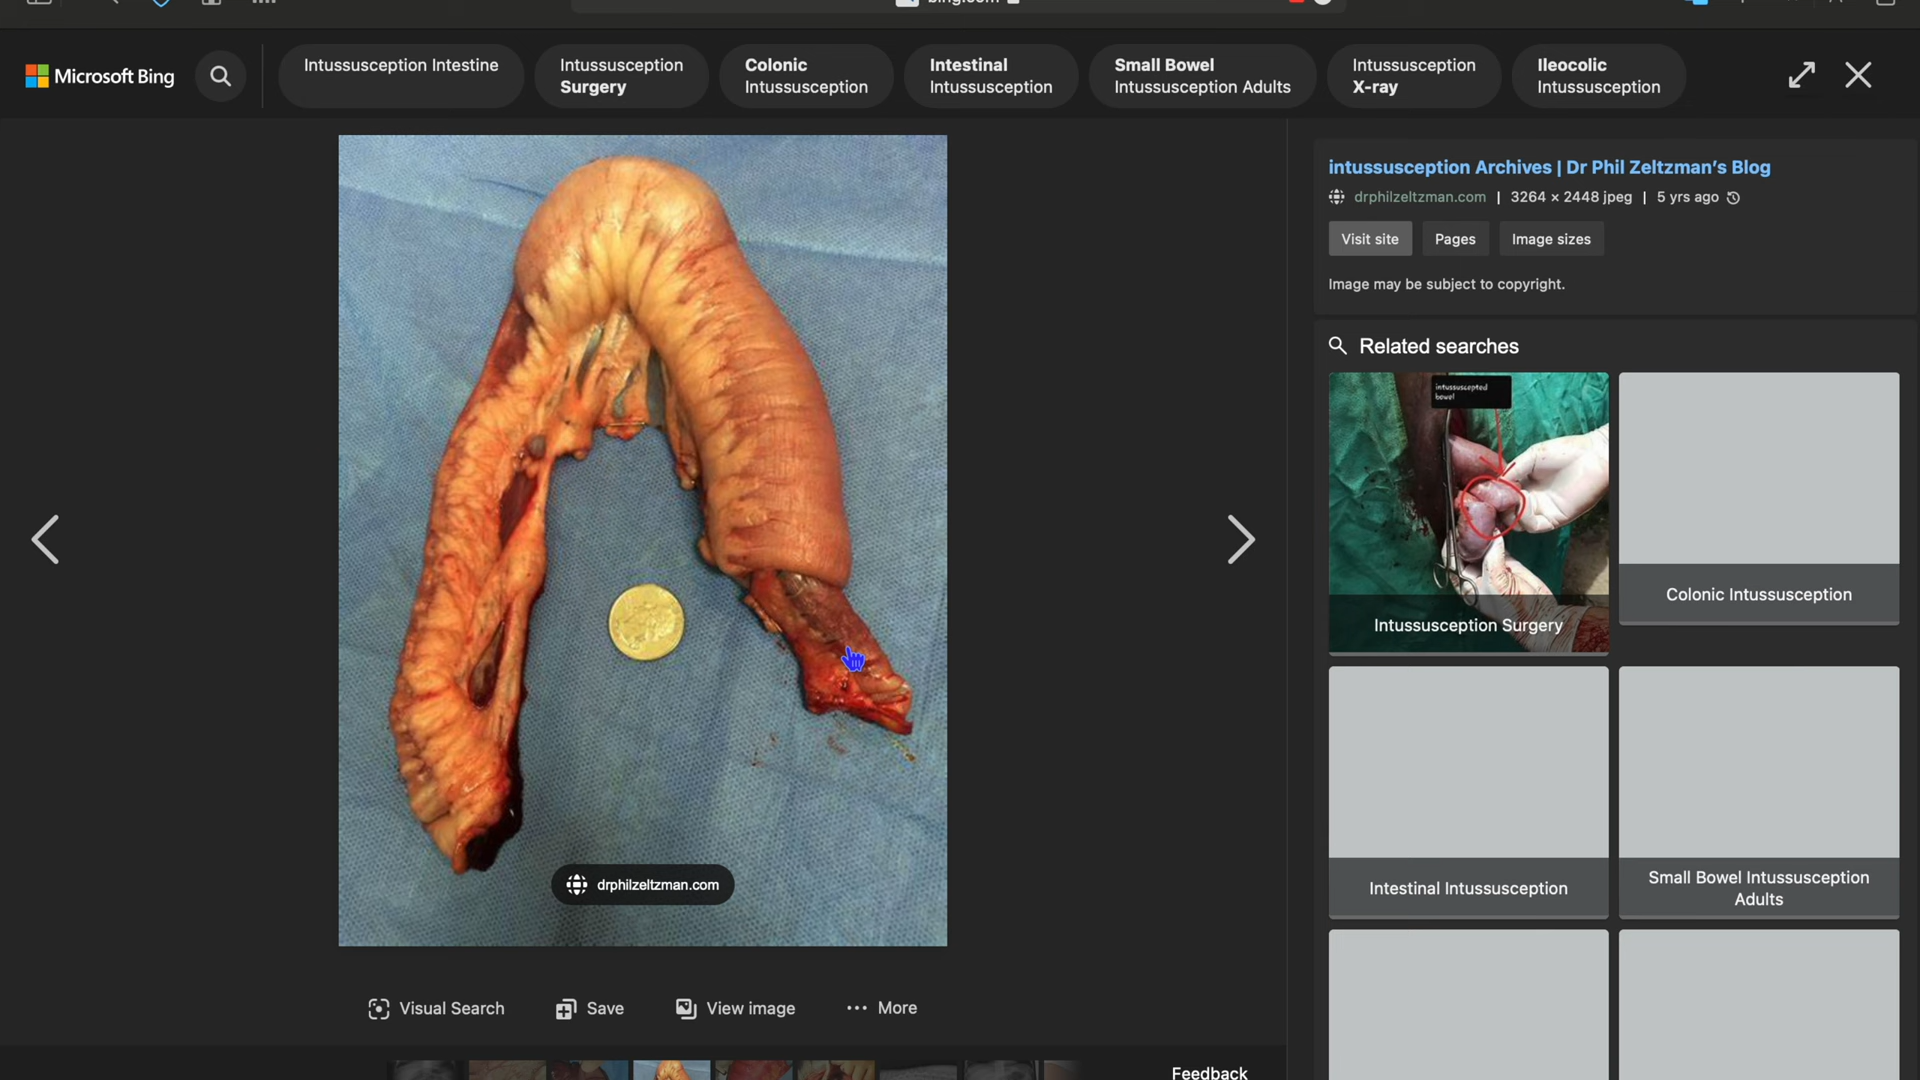 Microsoft Bing
Intussusception Intestine
Intussusception
Surgery
Colonic
Intussusception
Intestinal
Intussusception
Small Bowel
Intussusception Adults
Intussusception
X-ray
Ileocolic
Intussusception
intussusception Archives | Dr Phil Zeltzman's Blog
drphilzeltzman.com | 3264 × 2448 jpeg | 5 yrs ago
Visit site
Pages
Image sizes
Image may be subject to copyright.
Related searches
intussuscepted
bowel
Intussusception Surgery
Colonic Intussusception
Intestinal Intussusception
Small Bowel Intussusception
Adults
drphilzeltzman.com
Visual Search
Save
View image
More
Feedback